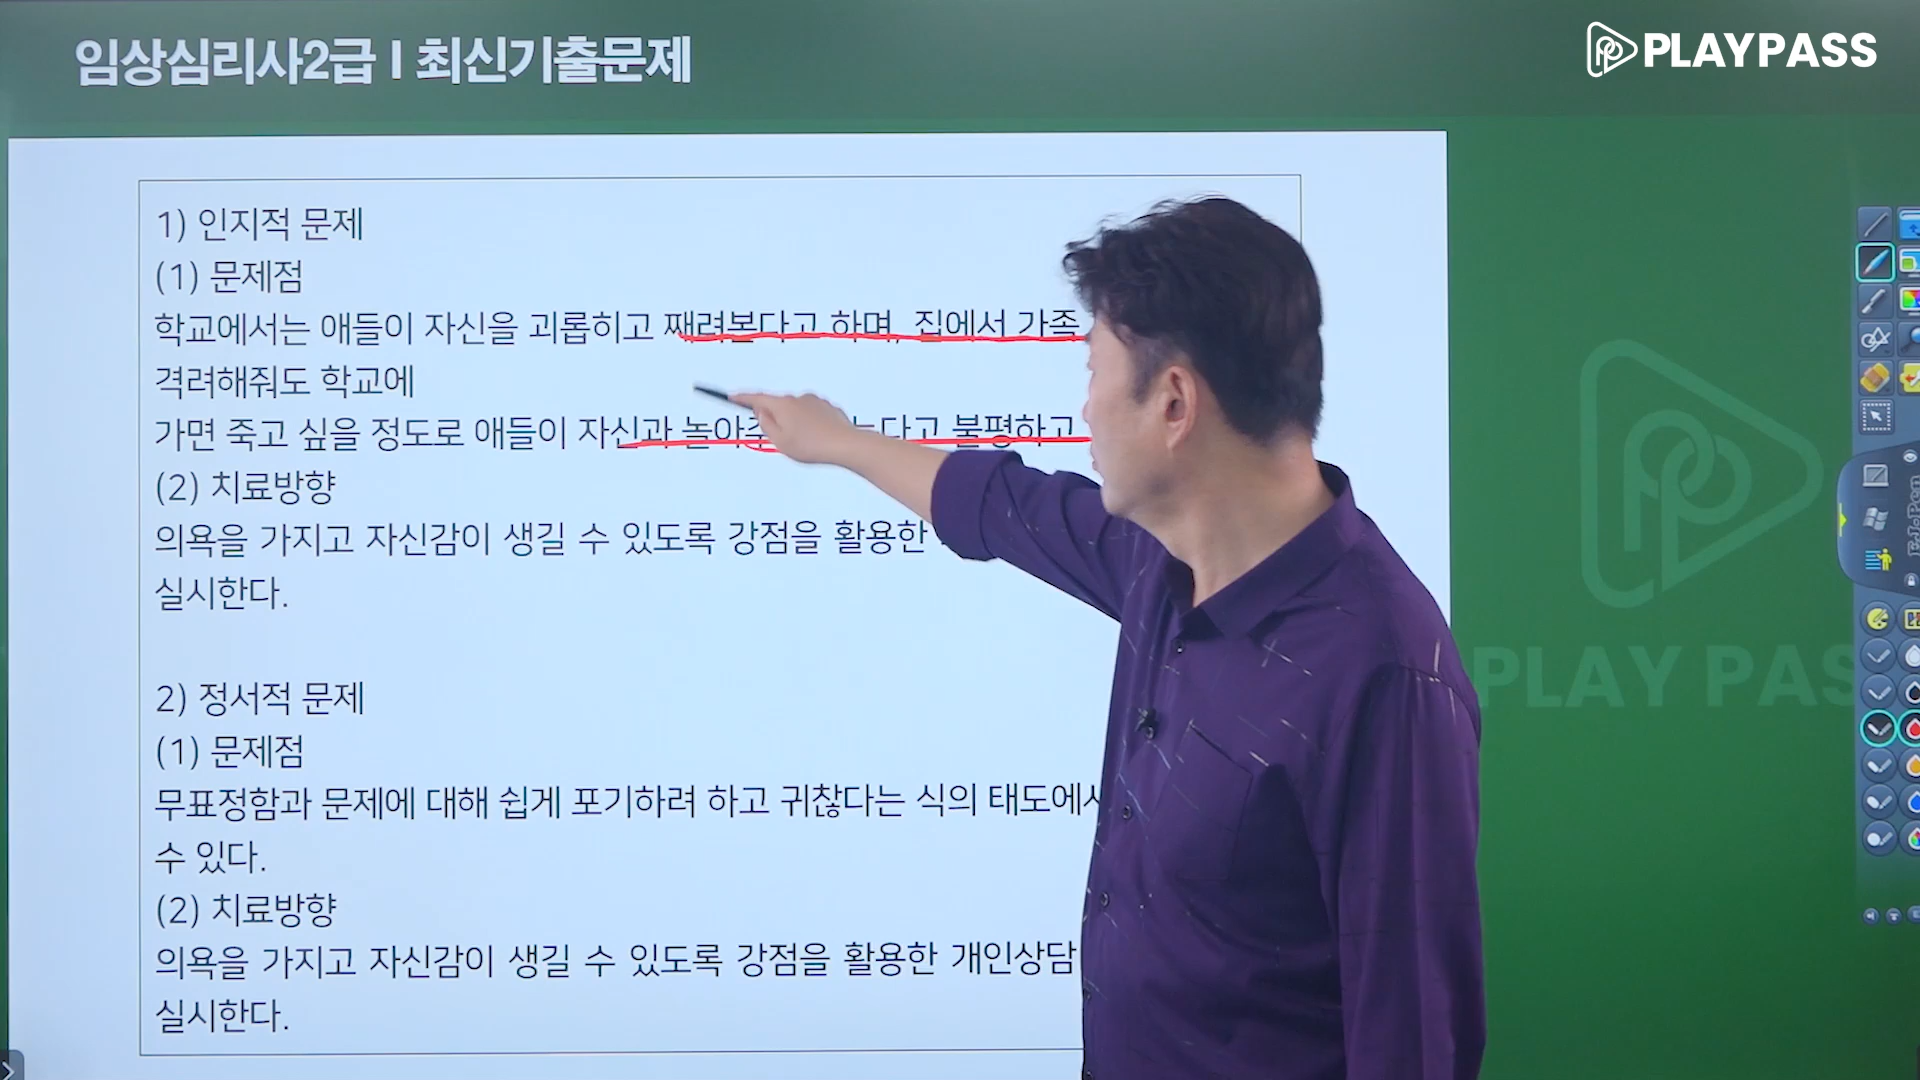 임상심리사2급 I 최신기출문제
PLAYPASS
1) 인지적 문제
(1) 문제점
학교에서는 애들이 자신을 괴롭히고 째려본다고 하며, 집에서 가족
격려해줘도 학교에
가면 죽고 싶을 정도로 애들이 자신과 불평하고
(2) 치료방향
의욕을 가지고 자신감이 생길 수 있도록 강점을 활용한
실시한다.
2) 정서적 문제
(1) 문제점
무표정함과 문제에 대해 쉽게 포기하려 하고 귀찮다는 식의
수 있다.
(2) 치료방향
의욕을 가지고 자신감이 생길 수 있도록 강점을 활용한 개인상담
실시한다.
PLAY PASS